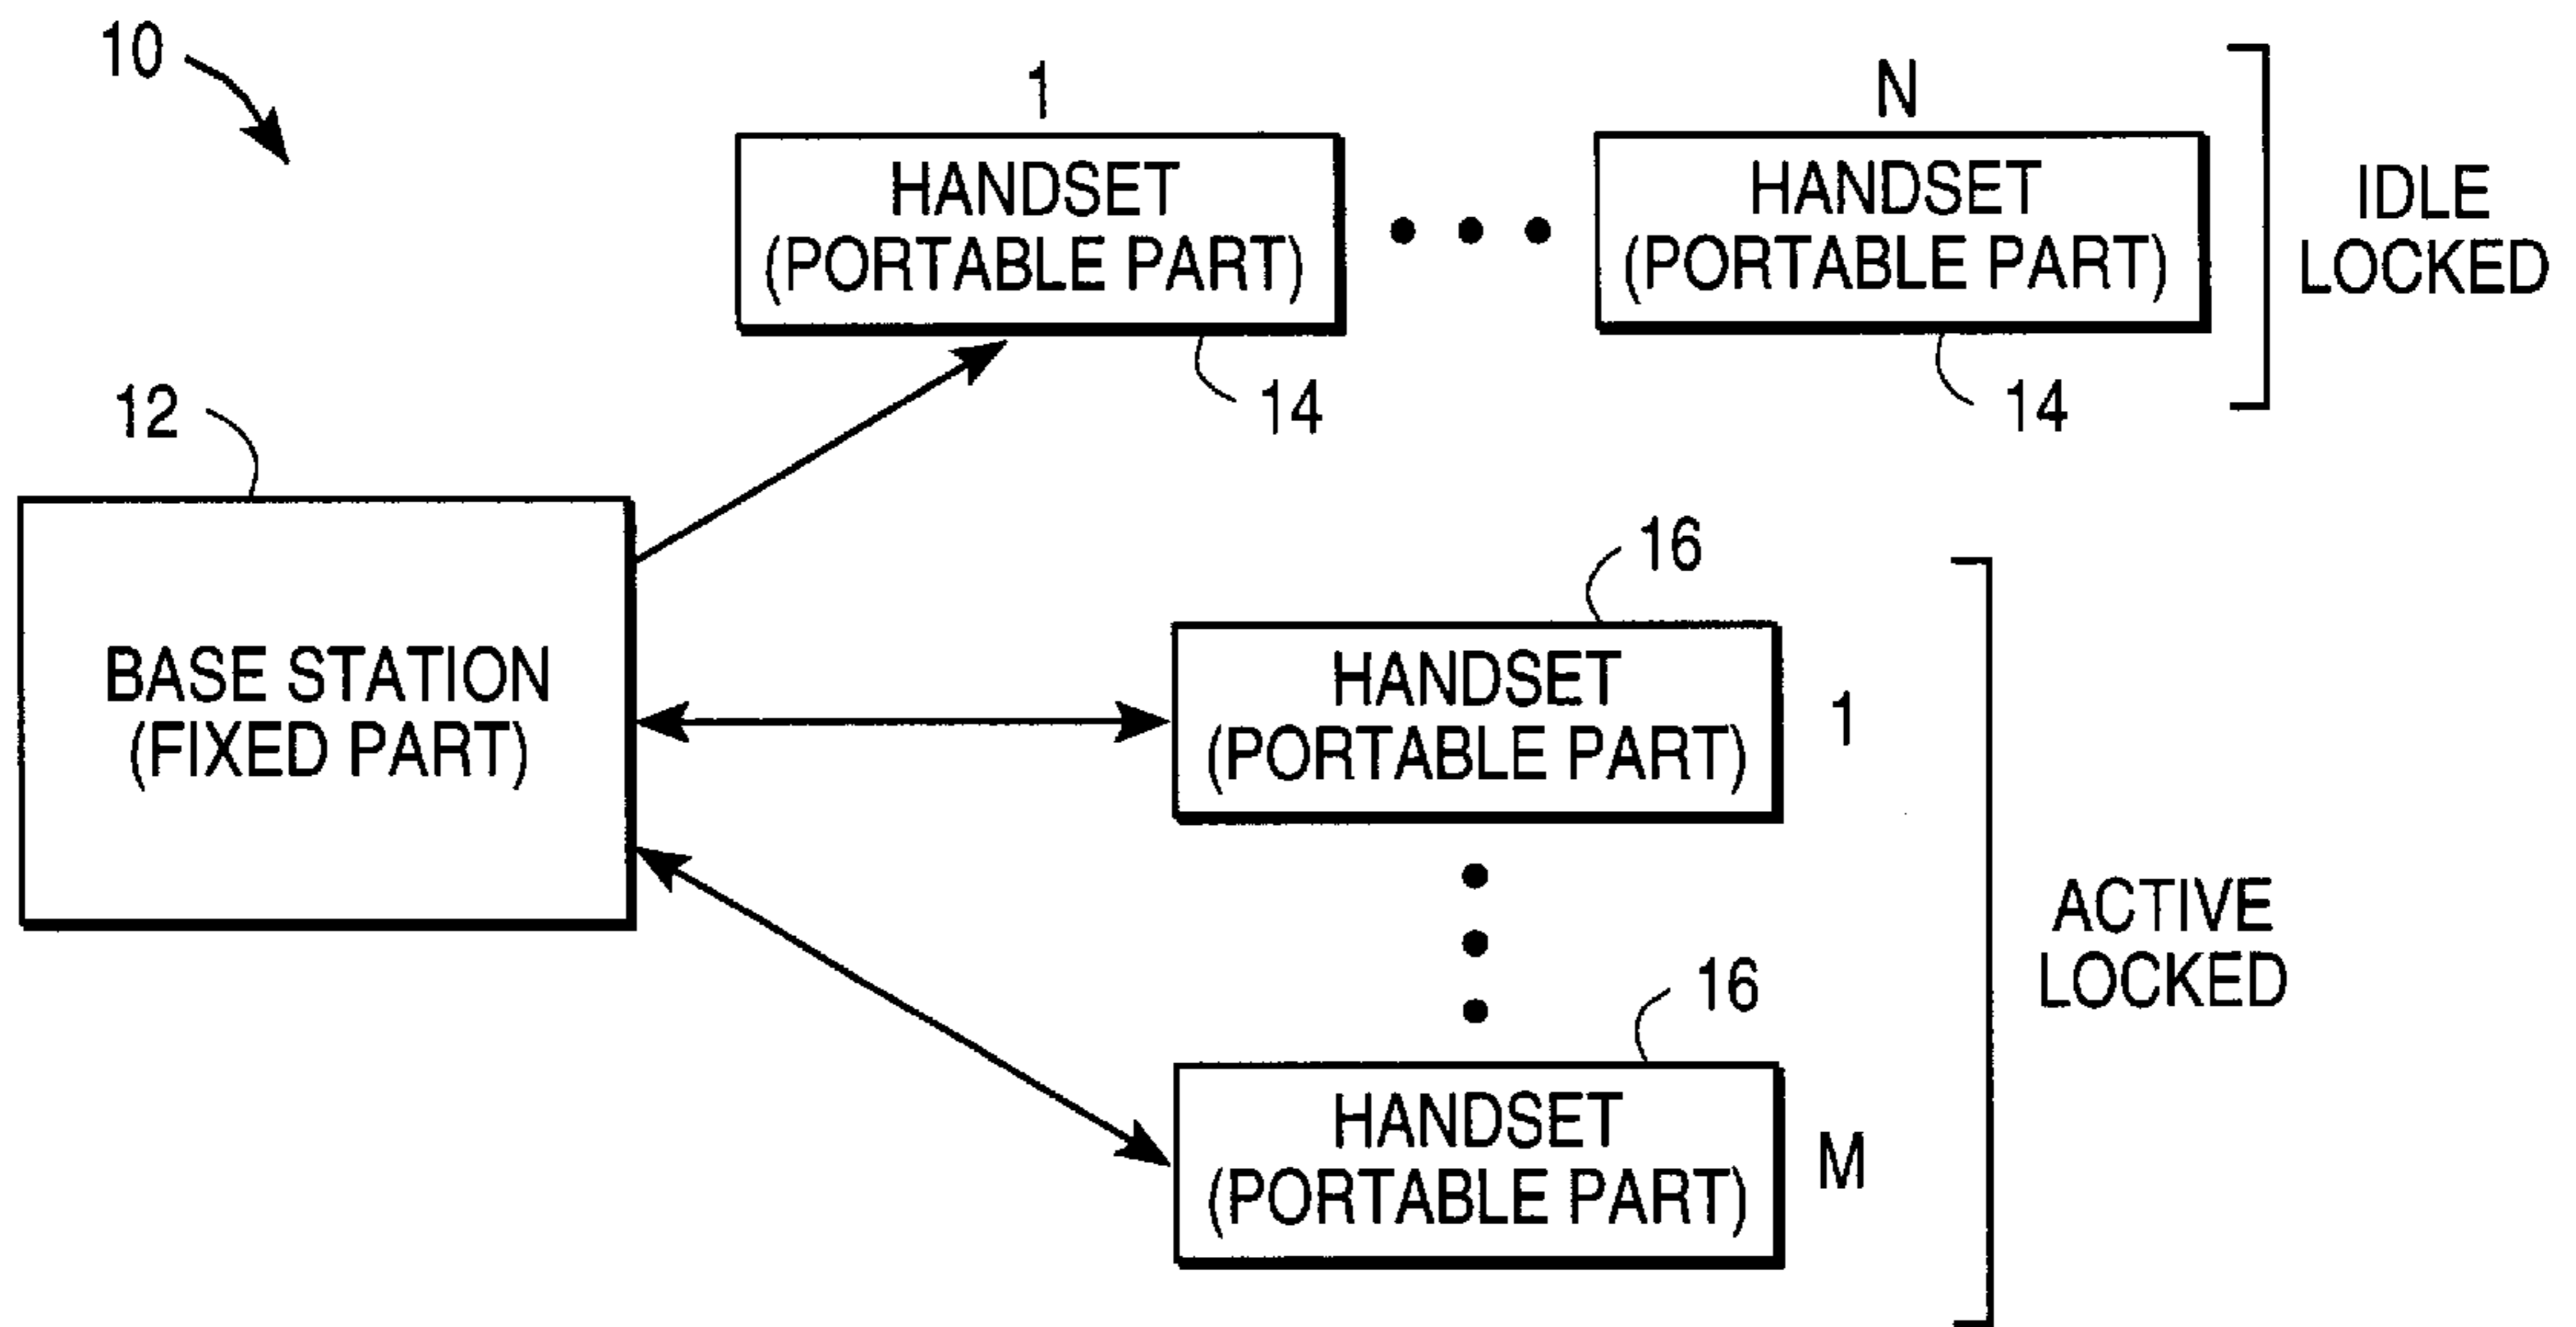 10
1
N
HANDSET
(PORTABLE PART)
HANDSET
(PORTABLE PART)
IDLE
LOCKED
14
14
12
BASE STATION
(FIXED PART)
16
HANDSET
(PORTABLE PART)
1
ACTIVE
LOCKED
16
HANDSET
(PORTABLE PART)
M